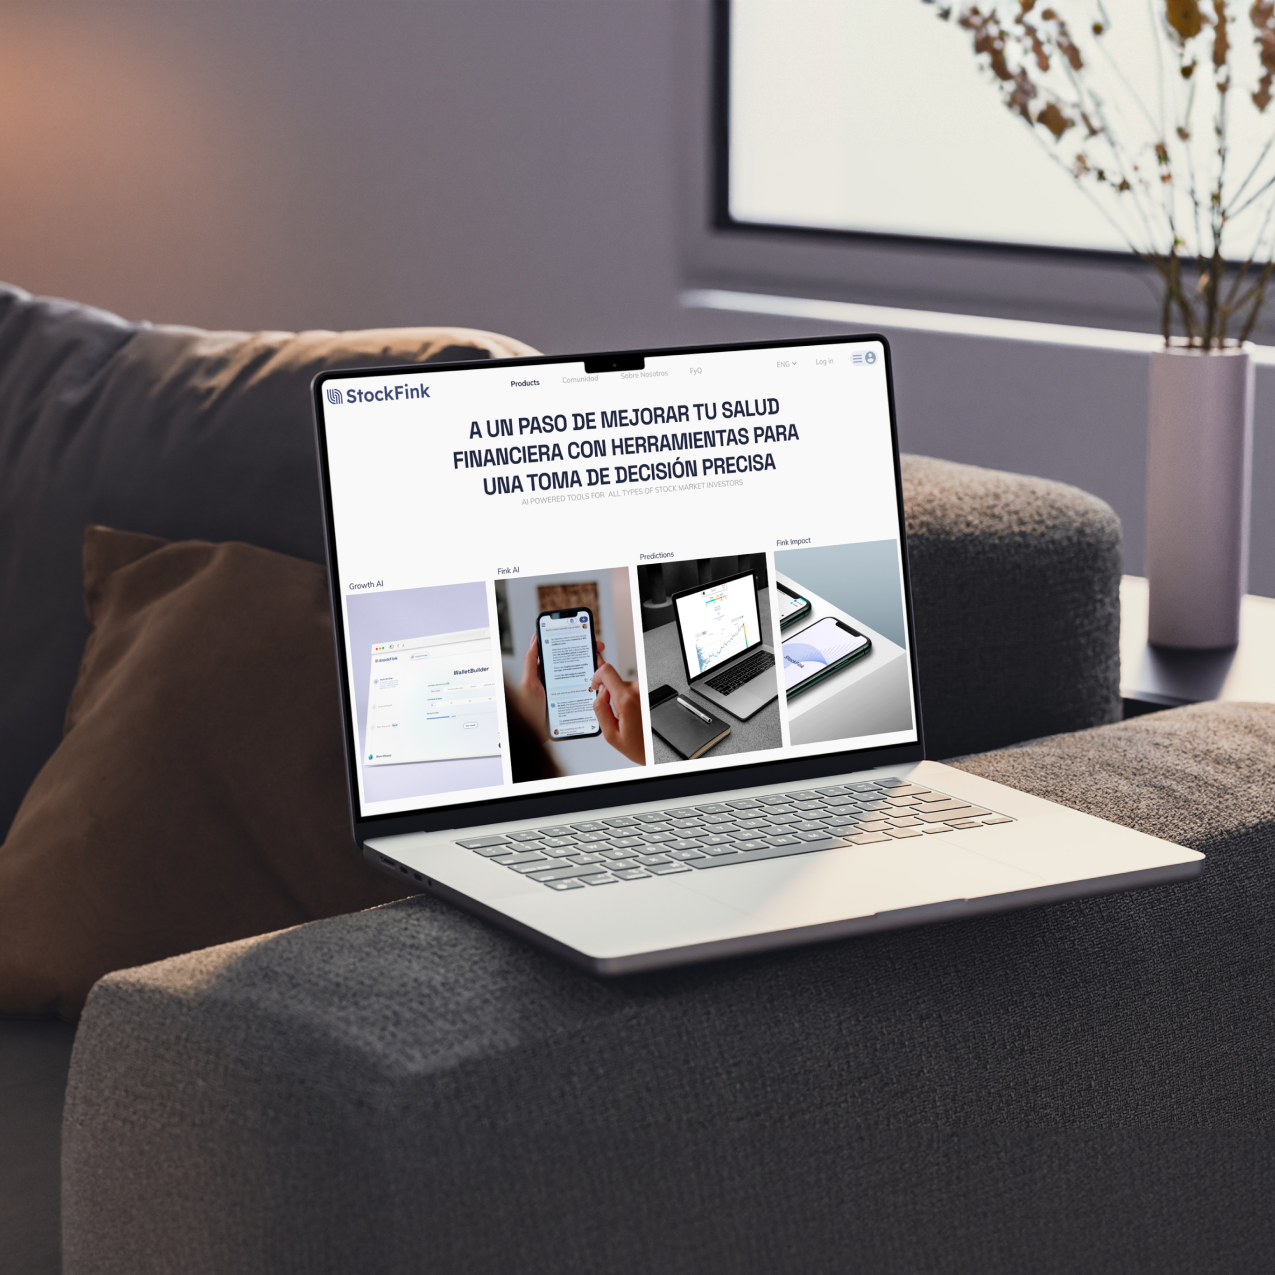 StockFink
Products Comunidad Sobre Nosotros FyQ ENG Log in
A UN PASO DE MEJORAR TU SALUD
FINANCIERA CON HERRAMIENTAS PARA
UNA TOMA DE DECISIÓN PRECISA
AI POWERED TOOLS FOR ALL TYPES OF STOCK MARKET INVESTORS
Growth AI
Fink AI
Predictions
Fink Impact
StockFink
WalletBuilder
StockFink